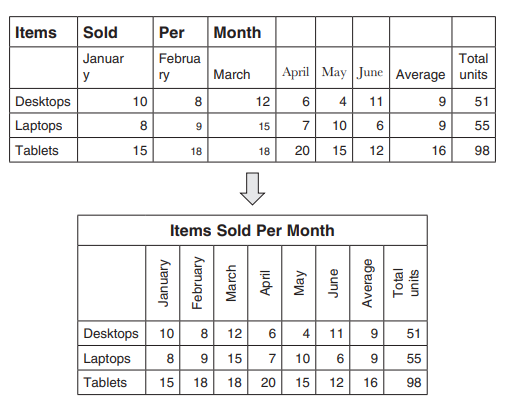 Items Sold Per Month
Januar
y Februa
ry March April May June Average Total
units
Desktops 10 8 12 6 4 11 9 51
Laptops 8 9 15 7 10 6 9 55
Tablets 15 18 18 20 15 12 16 98
Items Sold Per Month
January February March April May June Average Total
units
Desktops 10 8 12 6 4 11 9 51
Laptops 8 9 15 7 10 6 9 55
Tablets 15 18 18 20 15 12 16 98